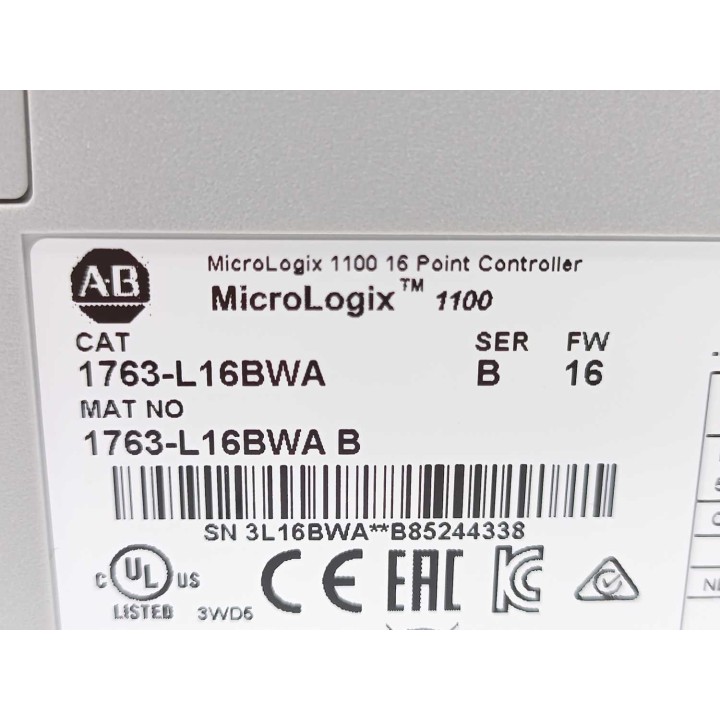 A-B
MicroLogix 1100 16 Point Controller
MicroLogix™ 1100
CAT SER FW
1763-L16BWA B 16
MAT NO
1763-L16BWA B
SN 3L16BWA**B85244338
C UL US CE EAC KC
LISTED 3WD6